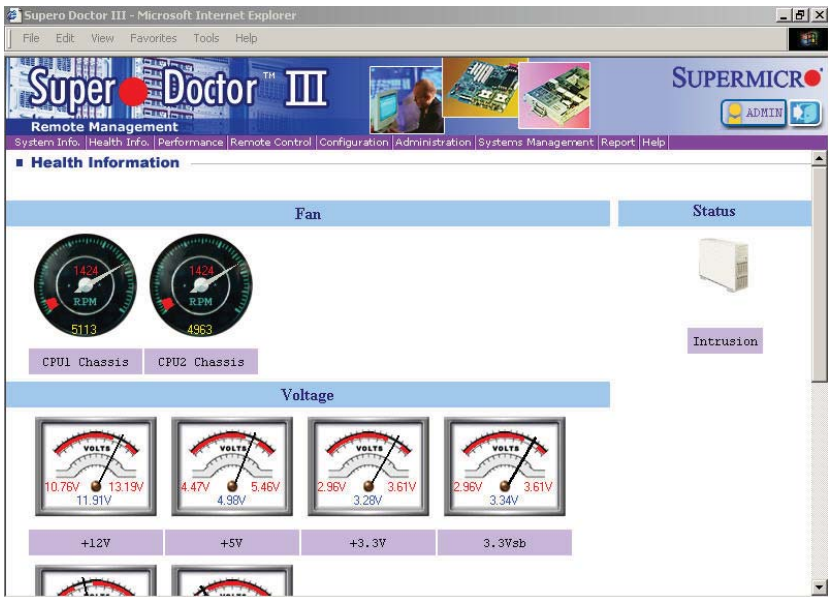 Supero Doctor III - Microsoft Internet Explorer
File Edit View Favorites Tools Help
Super Doctor™ III
Remote Management
SUPERMICRO
ADMIN
System Info. | Health Info. | Performance | Remote Control | Configuration | Administration | Systems Management | Report | Help
Health Information
Fan
Status
1424
RPM
5113
1424
RPM
4963
CPU1 Chassis
CPU2 Chassis
Intrusion
Voltage
VOLTS
10.76V 13.19V
11.91V
VOLTS
4.47V 5.46V
4.98V
VOLTS
2.96V 3.61V
3.28V
VOLTS
2.96V 3.61V
3.34V
+12V
+5V
+3.3V
3.3Vsb